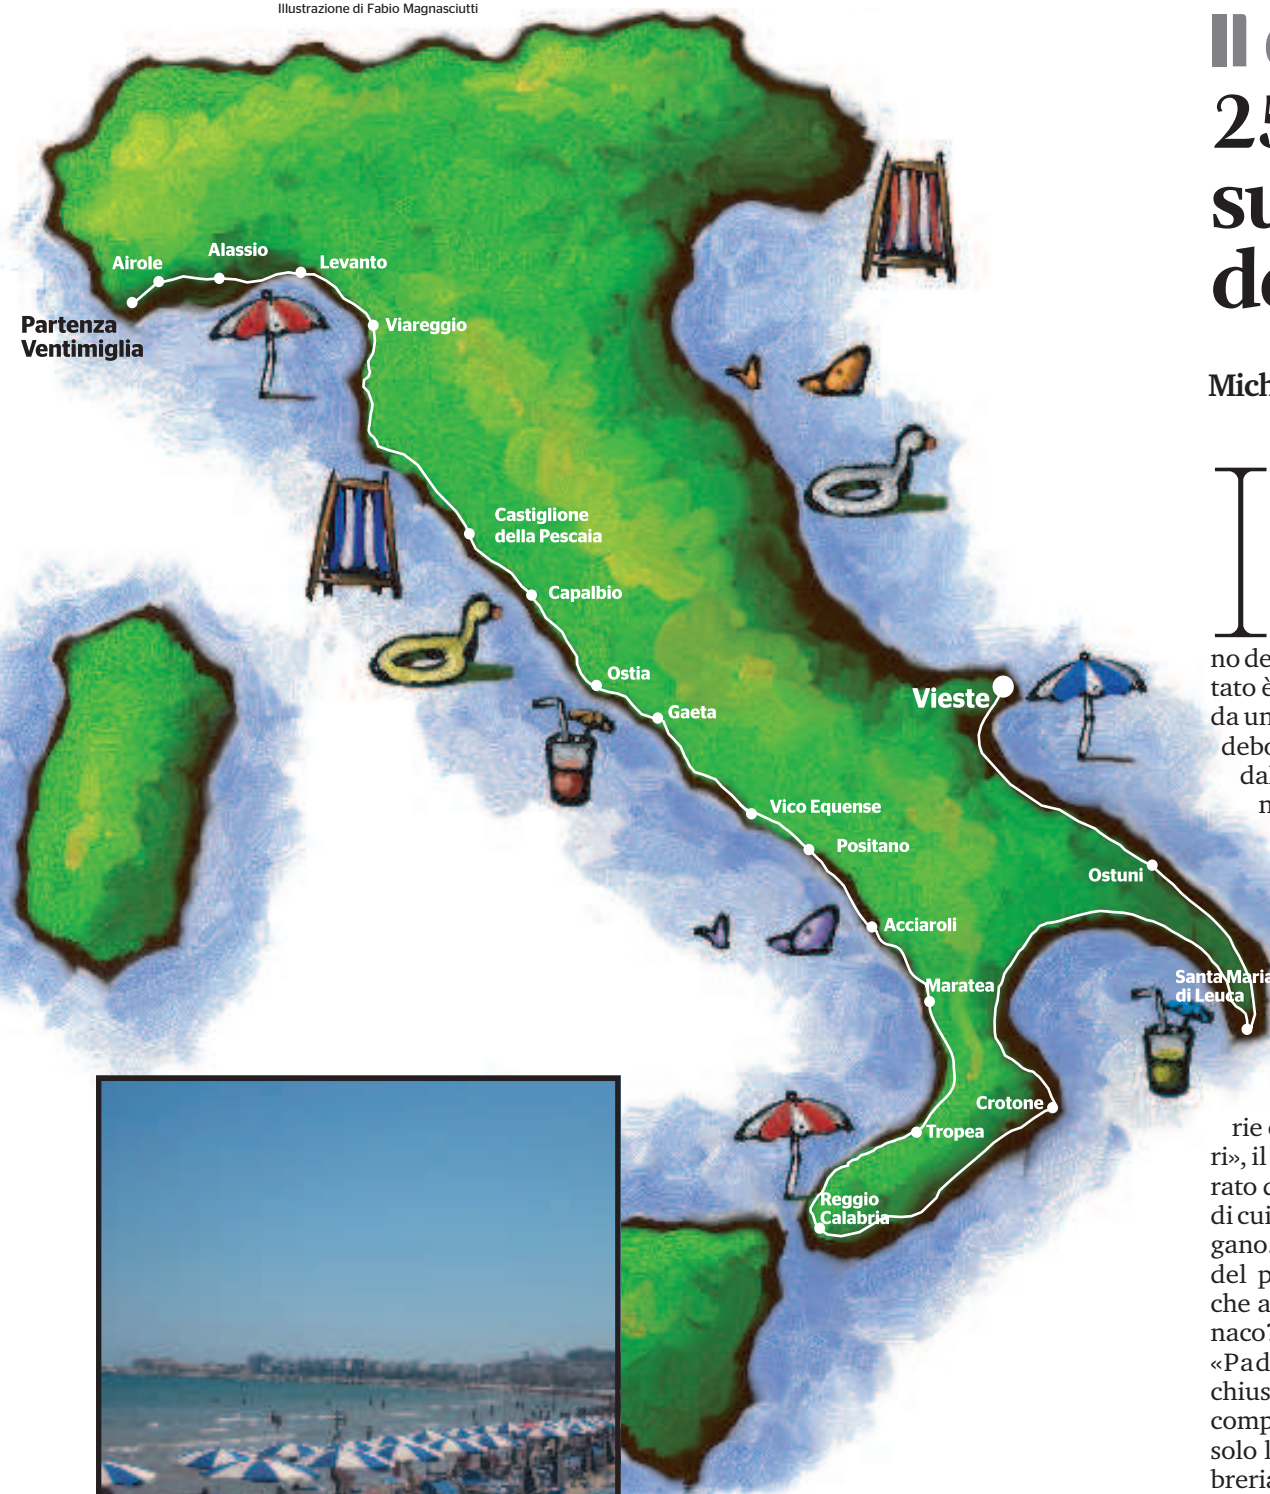 Illustrazione di Fabio Magnasciutti
Airole
Alassio
Levanto
Partenza
Ventimiglia
Viareggio
Castiglione
della Pescaia
Capalbio
Ostia
Gaeta
Vieste
Vico Equense
Positano
Ostuni
Acciaroli
Maratea
Santa Maria
di Leuca
Crotone
Tropea
Reggio
Calabria
Il
25
su
de
Mich
I
no de
tato è
da un
debo
dal
n
rie
ri», il
rato
di cui
gano.
del p
che a
naco?
«Pad
chius
comp
solo l
breria